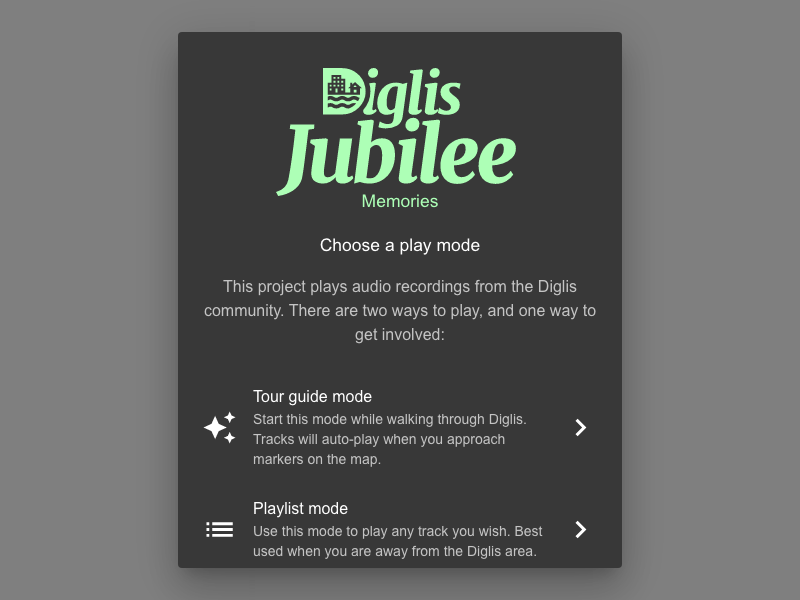 Diglis
Jubilee
Memories
Choose a play mode
This project plays audio recordings from the Diglis
community. There are two ways to play, and one way to
get involved:
Tour guide mode
Start this mode while walking through Diglis.
Tracks will auto-play when you approach
markers on the map.
Playlist mode
Use this mode to play any track you wish. Best
used when you are away from the Diglis area.